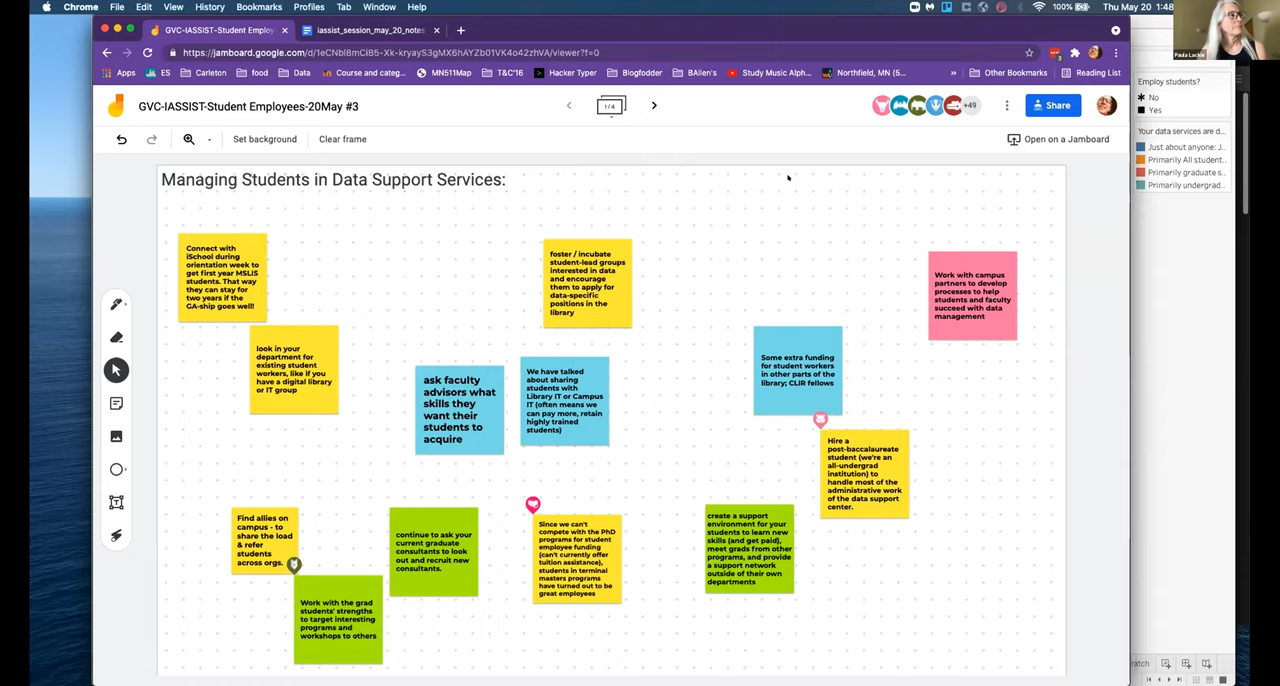 Chrome File Edit View History Bookmarks Profiles Tab Window Help
100% Thu May 20 1:48
GVC-IASSIST-Student Employe
iassist_session_may_20_notes
https://jamboard.google.com/d/1eCNbl8mCiB5-Xk-kryayS3gMX6hAYZb01VK4o42zhVA/viewer?f=0
Apps ES Carleton food Data Course and categ... MN511Map T&C'16 Hacker Typer Blogfodder BAllen's Study Music Alph... Northfield, MN (5... » Other Bookmarks Reading List
GVC-IASSIST-Student Employees-20May #3
1/4
+49
Share
Set background
Clear frame
Open on a Jamboard
Managing Students in Data Support Services:
Connect with
iSchool during
orientation week to
get first year MSLIS
students. That way
they can stay for
two years if the
GA-ship goes well!
look in your
department for
existing student
workers, like if you
have a digital library
or IT group
ask faculty
advisors what
skills they
want their
students to
acquire
foster / incubate
student-lead groups
interested in data
and encourage
them to apply for
data-specific
positions in the
library
We have talked
about sharing
students with
Library IT or Campus
IT (often means we
can pay more, retain
highly trained
students)
Some extra funding
for student workers
in other parts of the
library; CLIR fellows
Work with campus
partners to develop
processes to help
students and faculty
succeed with data
management
Hire a
post-baccalaureate
student (we're an
all-undergrad
institution) to
handle most of the
administrative work
of the data support
center.
Find allies on
campus - to
share the load
& refer
students
across orgs.
Work with the grad
students' strengths
to target interesting
programs and
workshops to others
continue to ask your
current graduate
consultants to look
out and recruit new
consultants.
Since we can't
compete with the PhD
programs for student
employee funding
(can't currently offer
tuition assistance),
students in terminal
masters programs
have turned out to be
great employees
create a support
environment for your
students to learn new
skills (and get paid),
meet grads from other
programs, and provide
a support network
outside of their own
departments
Paula Lackie
Employ students?
No
Yes
Your data services are d...
Just about anyone: J...
Primarily All student...
Primarily graduate s...
Primarily undergrad...
ratch